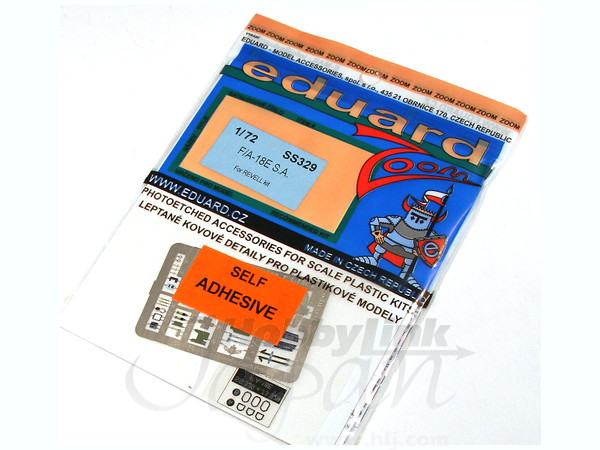 ZOOM ZOOM ZOOM ZOOM ZOOM ZOOM ZOOM ZOOM ZOOM ZOOM
EDUARD - MODEL ACCESSORIES, spol. s r.o., 435 21 OBRNICE 170, CZECH REPUBLIC
eduard
Zoom
1/72 SS329
F/A-18E S.A.
For REVELL kit
RECOMMENDED
WWW.EDUARD.CZ
MADE IN CZECH REPUBLIC
PHOTOETCHED ACCESSORIES FOR SCALE PLASTIC KITS
LEPTANÉ KOVOVÉ DETAILY PRO PLASTIKOVÉ MODELY
SELF
ADHESIVE
HobbyLink
Japan
www.hlj.com